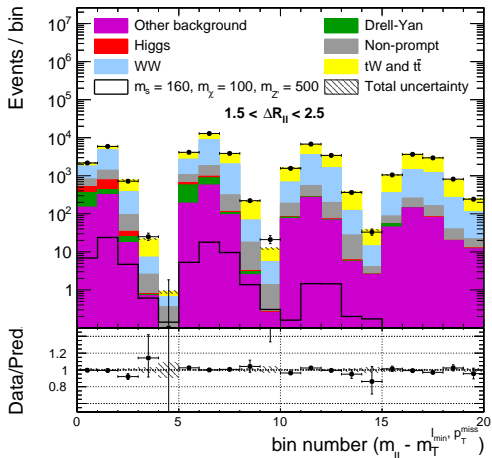 Events / bin
10⁷
10⁶
10⁵
10⁴
10³
10²
10
1
Other background
Drell-Yan
Higgs
Non-prompt
WW
tW and tt̄
m_s = 160, m_χ = 100, m_Z' = 500
Total uncertainty
1.5 < ΔR_ll < 2.5
Data/Pred
1.2
1
0.8
0 5 10 15 20
bin number (m_ll - m_T^{l_min, p_T^miss})